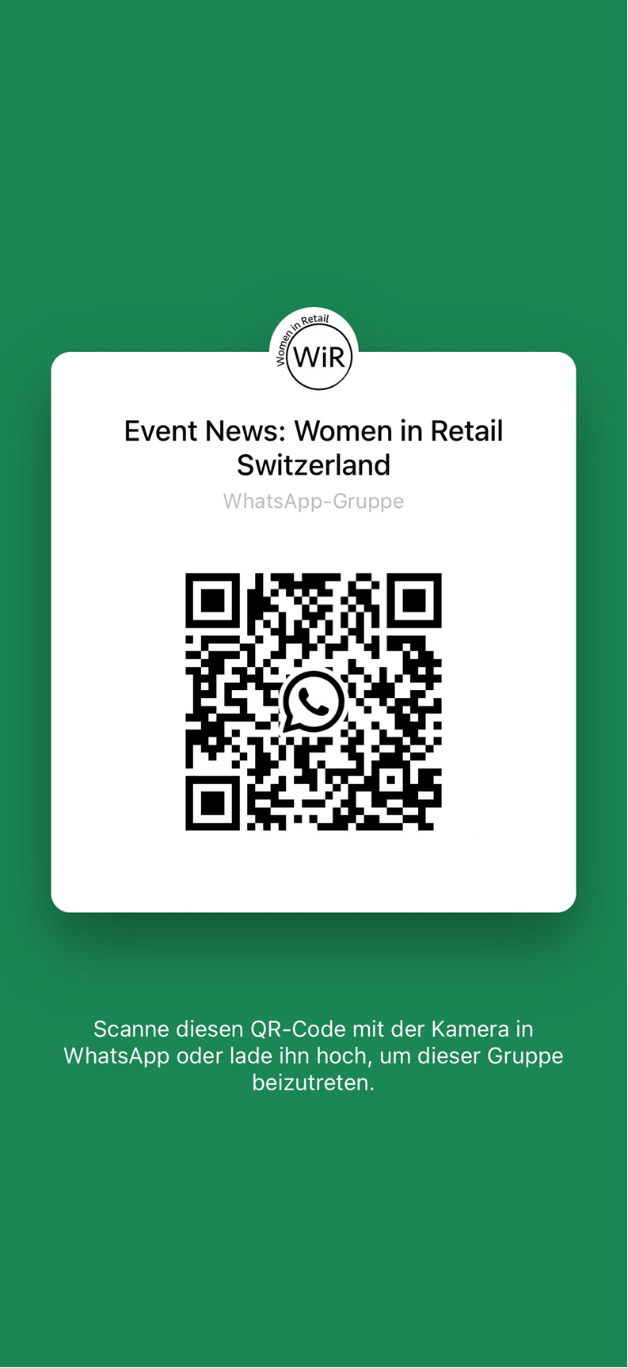 Women in Retail
WiR
Event News: Women in Retail
Switzerland
WhatsApp-Gruppe
Scanne diesen QR-Code mit der Kamera in
WhatsApp oder lade ihn hoch, um dieser Gruppe
beizutreten.